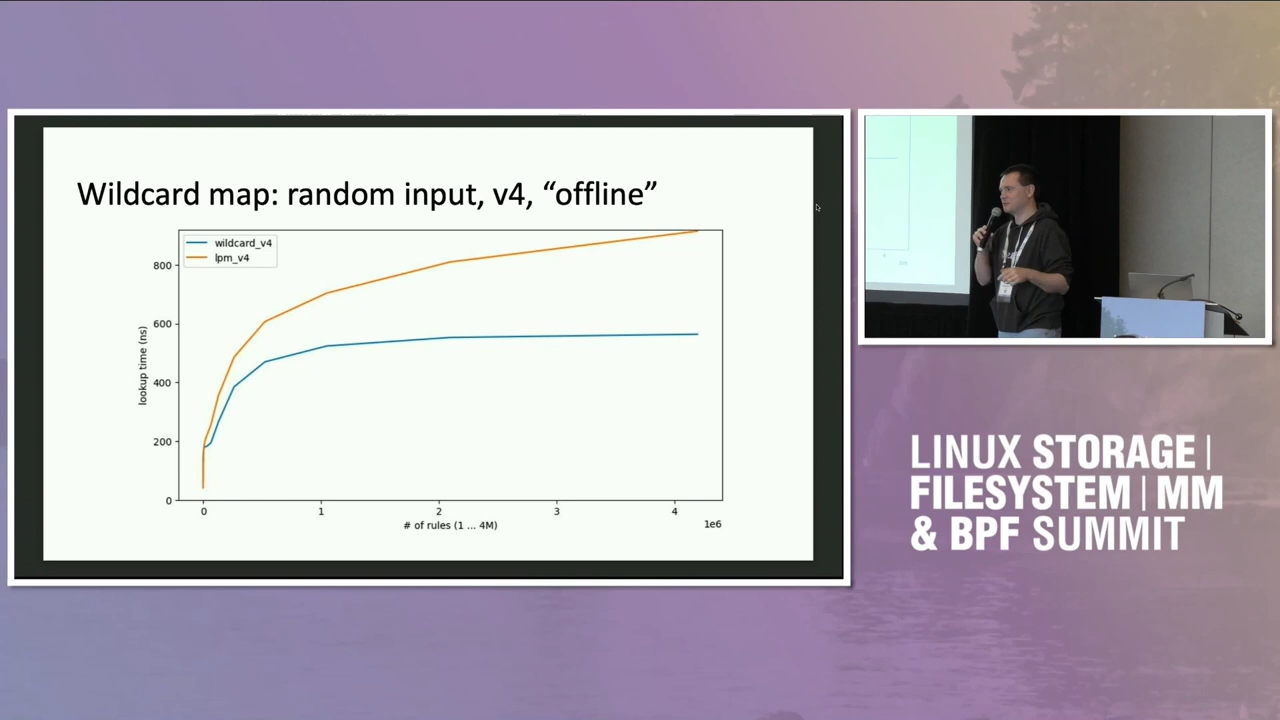 Wildcard map: random input, v4, “offline”
wildcard_v4
lpm_v4
800
600
400
200
0
lookup time (ns)
0 1 2 3 4
1e6
# of rules (1 ... 4M)
LINUX STORAGE |
FILESYSTEM | MM
& BPF SUMMIT